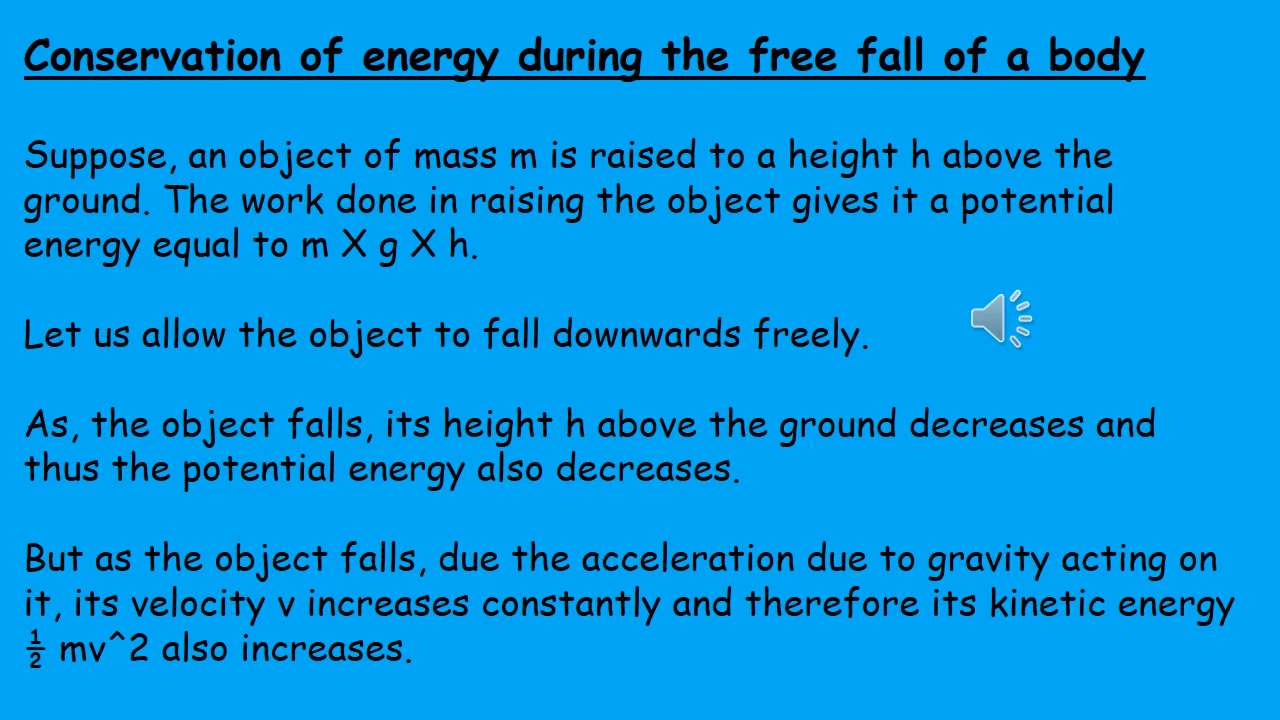 Conservation of energy during the free fall of a body
Suppose, an object of mass m is raised to a height h above the
ground. The work done in raising the object gives it a potential
energy equal to m X g X h.
Let us allow the object to fall downwards freely.
As, the object falls, its height h above the ground decreases and
thus the potential energy also decreases.
But as the object falls, due the acceleration due to gravity acting on
it, its velocity v increases constantly and therefore its kinetic energy
½ mv^2 also increases.